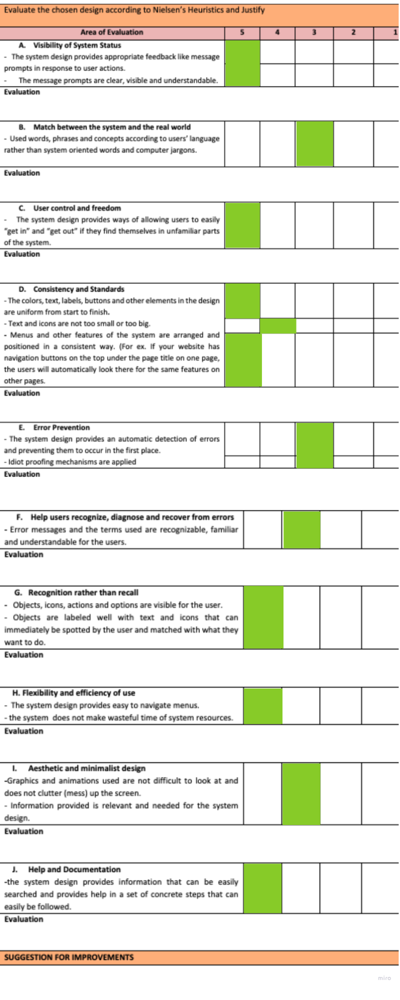 Evaluate the chosen design according to Nielsen's Heuristics and Justify
Area of Evaluation 5 4 3 2 1
A. Visibility of System Status
- The system design provides appropriate feedback like message
prompts in response to user actions.
- The message prompts are clear, visible and understandable.
Evaluation
B. Match between the system and the real world
- Used words, phrases and concepts according to users' language
rather than system oriented words and computer jargons.
Evaluation
C. User control and freedom
- The system design provides ways of allowing users to easily
"get in" and "get out" if they find themselves in unfamiliar parts
of the system.
Evaluation
D. Consistency and Standards
- The colors, text, labels, buttons and other elements in the design
are uniform from start to finish.
- Text and icons are not too small or too big.
- Menus and other features of the system are arranged and
positioned in a consistent way. (For ex. If your website has
navigation buttons on the top under the page title on one page,
the users will automatically look there for the same features on
other pages.
Evaluation
E. Error Prevention
- The system design provides an automatic detection of errors
and preventing them to occur in the first place.
- Idiot proofing mechanisms are applied
Evaluation
F. Help users recognize, diagnose and recover from errors
- Error messages and the terms used are recognizable, familiar
and understandable for the users.
Evaluation
G. Recognition rather than recall
- Objects, icons, actions and options are visible for the user.
- Objects are labeled well with text and icons that can
immediately be spotted by the user and matched with what they
want to do.
Evaluation
H. Flexibility and efficiency of use
- The system design provides easy to navigate menus.
- the system does not make wasteful time of system resources.
Evaluation
I. Aesthetic and minimalist design
-Graphics and animations used are not difficult to look at and
does not clutter (mess) up the screen.
- Information provided is relevant and needed for the system
design.
Evaluation
J. Help and Documentation
-the system design provides information that can be easily
searched and provides help in a set of concrete steps that can
easily be followed.
Evaluation
SUGGESTION FOR IMPROVEMENTS
miro